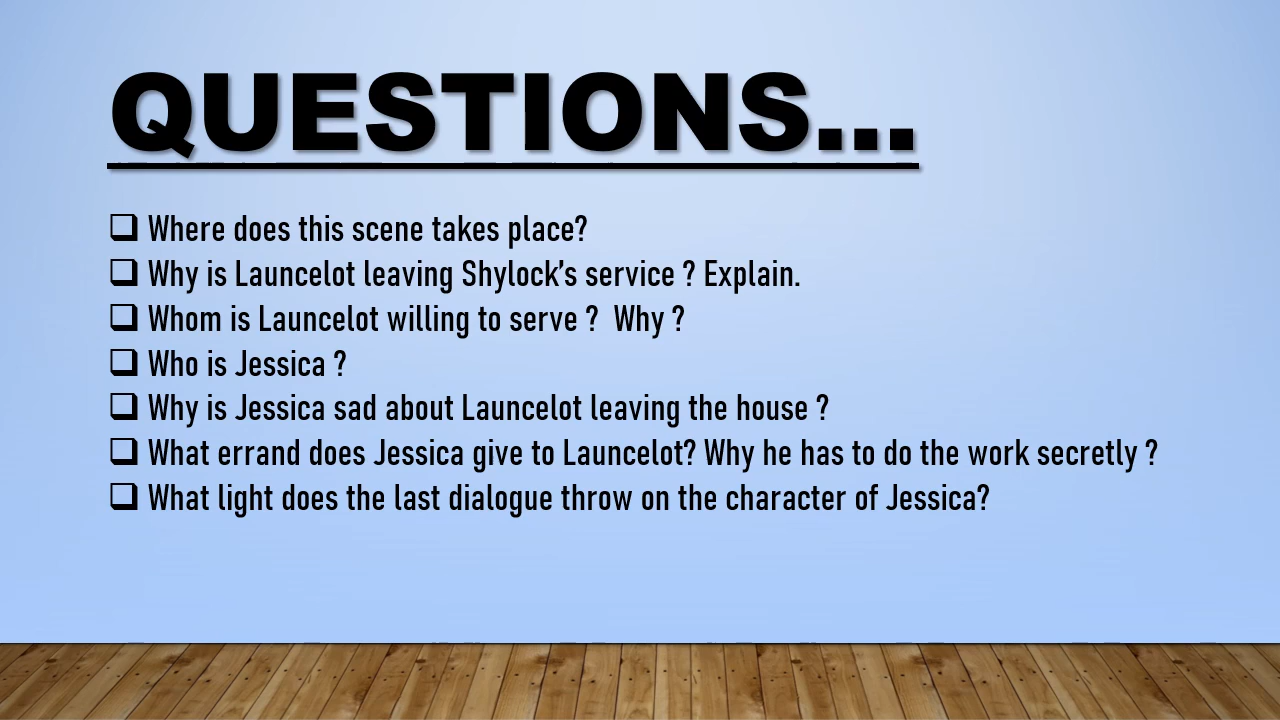 QUESTIONS...
❑ Where does this scene takes place?
❑ Why is Launcelot leaving Shylock's service ? Explain.
❑ Whom is Launcelot willing to serve ?  Why ?
❑ Who is Jessica ?
❑ Why is Jessica sad about Launcelot leaving the house ?
❑ What errand does Jessica give to Launcelot? Why he has to do the work secretly ?
❑ What light does the last dialogue throw on the character of Jessica?